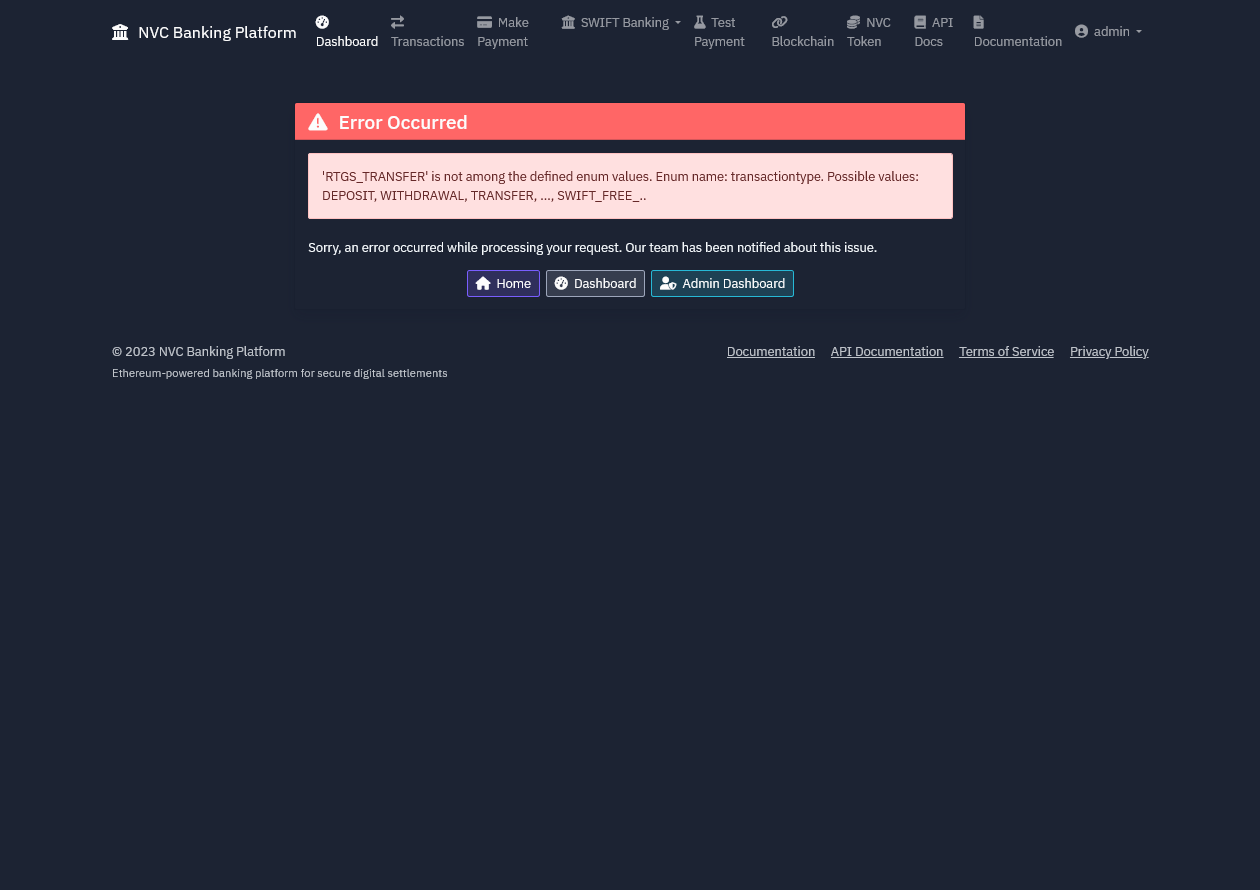 NVC Banking Platform
Dashboard
Transactions
Make
Payment
SWIFT Banking
Test
Payment
Blockchain
NVC
Token
API
Docs
Documentation
admin
Error Occurred
'RTGS_TRANSFER' is not among the defined enum values. Enum name: transactiontype. Possible values:
DEPOSIT, WITHDRAWAL, TRANSFER, ..., SWIFT_FREE_..
Sorry, an error occurred while processing your request. Our team has been notified about this issue.
Home
Dashboard
Admin Dashboard
© 2023 NVC Banking Platform
Ethereum-powered banking platform for secure digital settlements
Documentation
API Documentation
Terms of Service
Privacy Policy